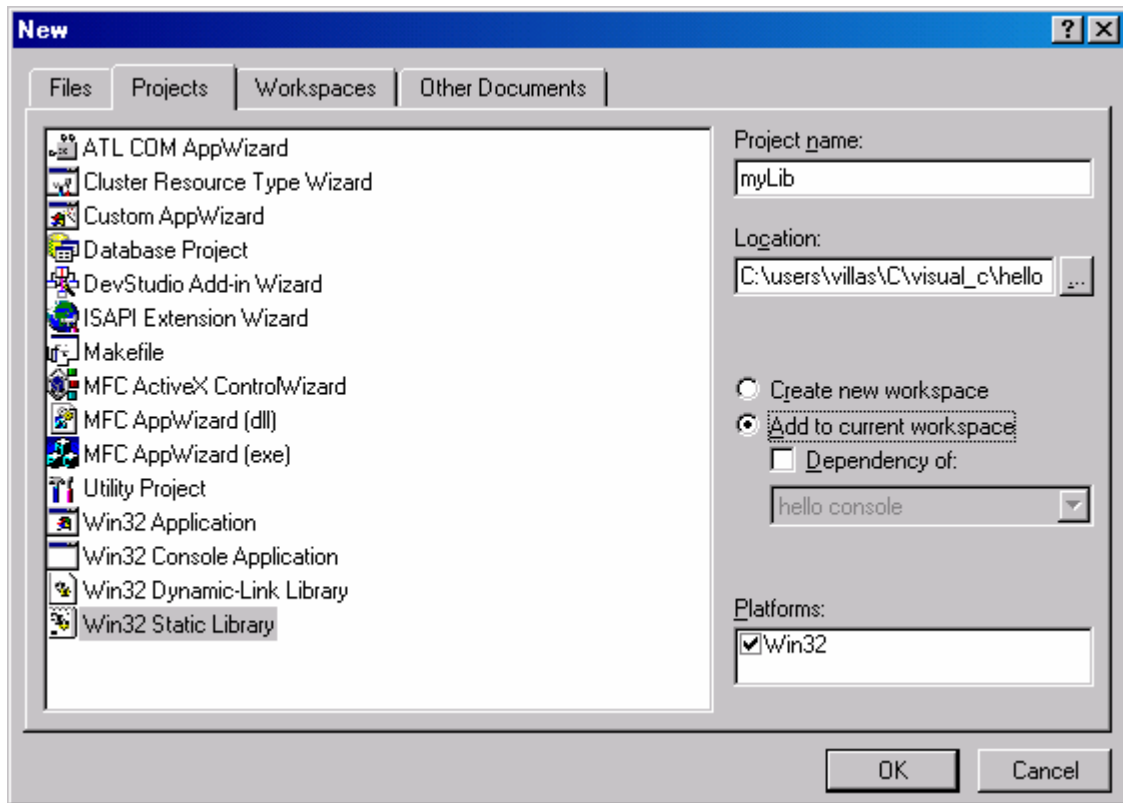 New
Files Projects Workspaces Other Documents
ATL COM AppWizard
Cluster Resource Type Wizard
Custom AppWizard
Database Project
DevStudio Add-in Wizard
ISAPI Extension Wizard
Makefile
MFC ActiveX ControlWizard
MFC AppWizard (dll)
MFC AppWizard (exe)
Utility Project
Win32 Application
Win32 Console Application
Win32 Dynamic-Link Library
Win32 Static Library
Project name:
myLib
Location:
C:\users\villas\C\visual_c\hello ...
Create new workspace
Add to current workspace
Dependency of:
hello console
Platforms:
Win32
OK Cancel